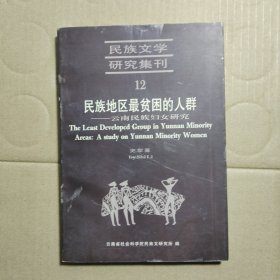 民族文学
研究集刊
12
民族地区最贫困的人群
——云南民族妇女研究
The Least Developed Group in Yunnan Minority
Areas: A study on Yunnan Minority Women
云南省社会科学院民族文研究所 编